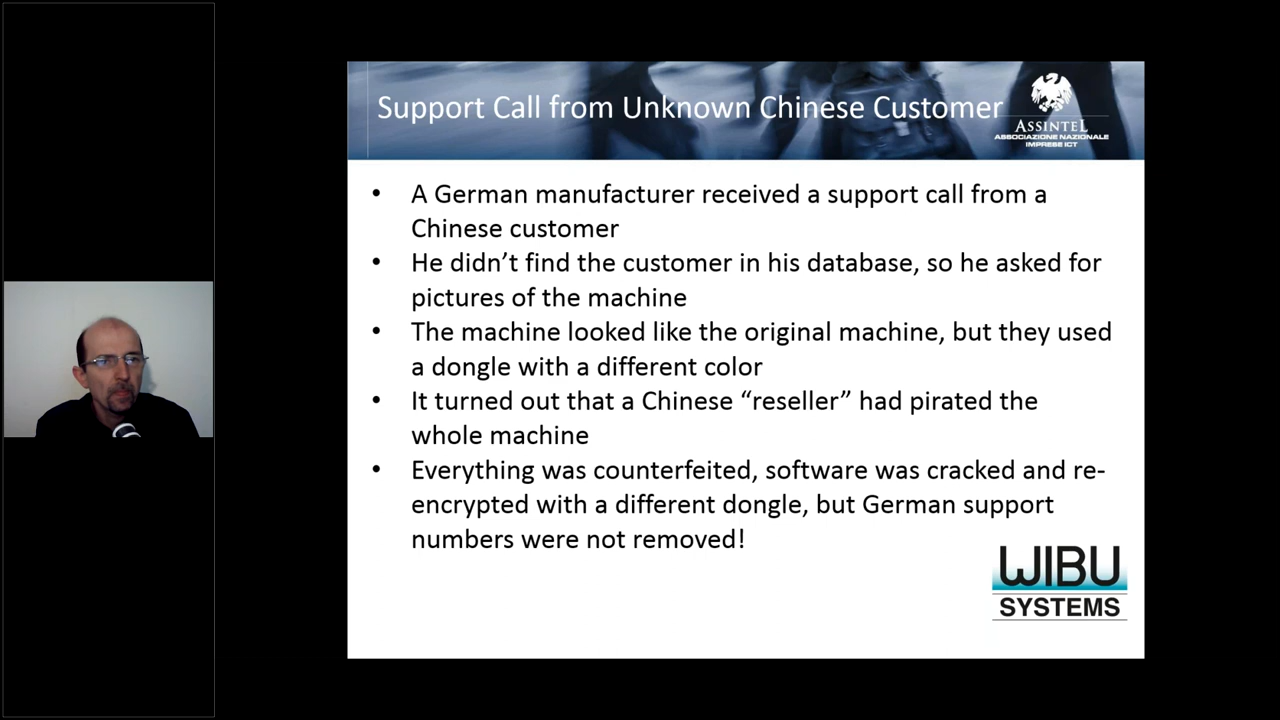 Support Call from Unknown Chinese Customer
ASSINTEL
ASSOCIAZIONE NAZIONALE
IMPRESE ICT
• A German manufacturer received a support call from a
Chinese customer
• He didn’t find the customer in his database, so he asked for
pictures of the machine
• The machine looked like the original machine, but they used
a dongle with a different color
• It turned out that a Chinese “reseller” had pirated the
whole machine
• Everything was counterfeited, software was cracked and re-
encrypted with a different dongle, but German support
numbers were not removed!
WIBU
SYSTEMS